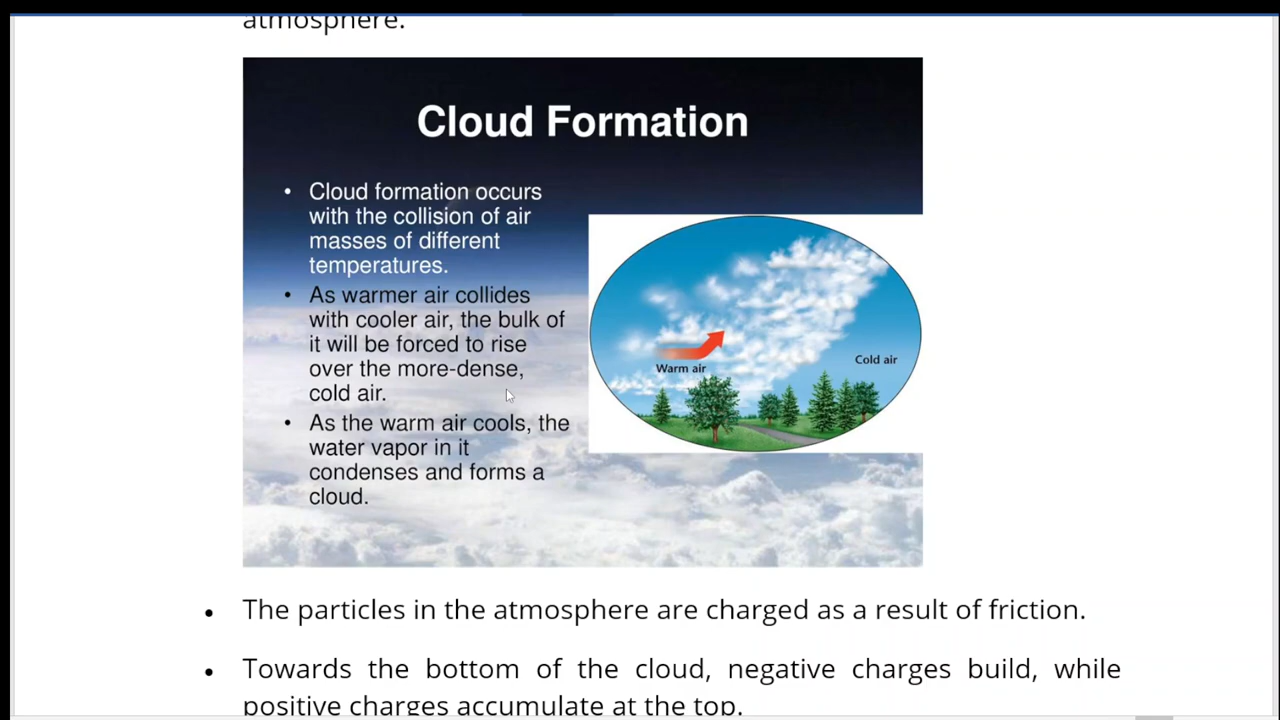 atmosphere.
Cloud Formation
• Cloud formation occurs
with the collision of air
masses of different
temperatures.
• As warmer air collides
with cooler air, the bulk of
it will be forced to rise
over the more-dense,
cold air.
• As the warm air cools, the
water vapor in it
condenses and forms a
cloud.
Warm air
Cold air
• The particles in the atmosphere are charged as a result of friction.
• Towards the bottom of the cloud, negative charges build, while
positive charges accumulate at the top.